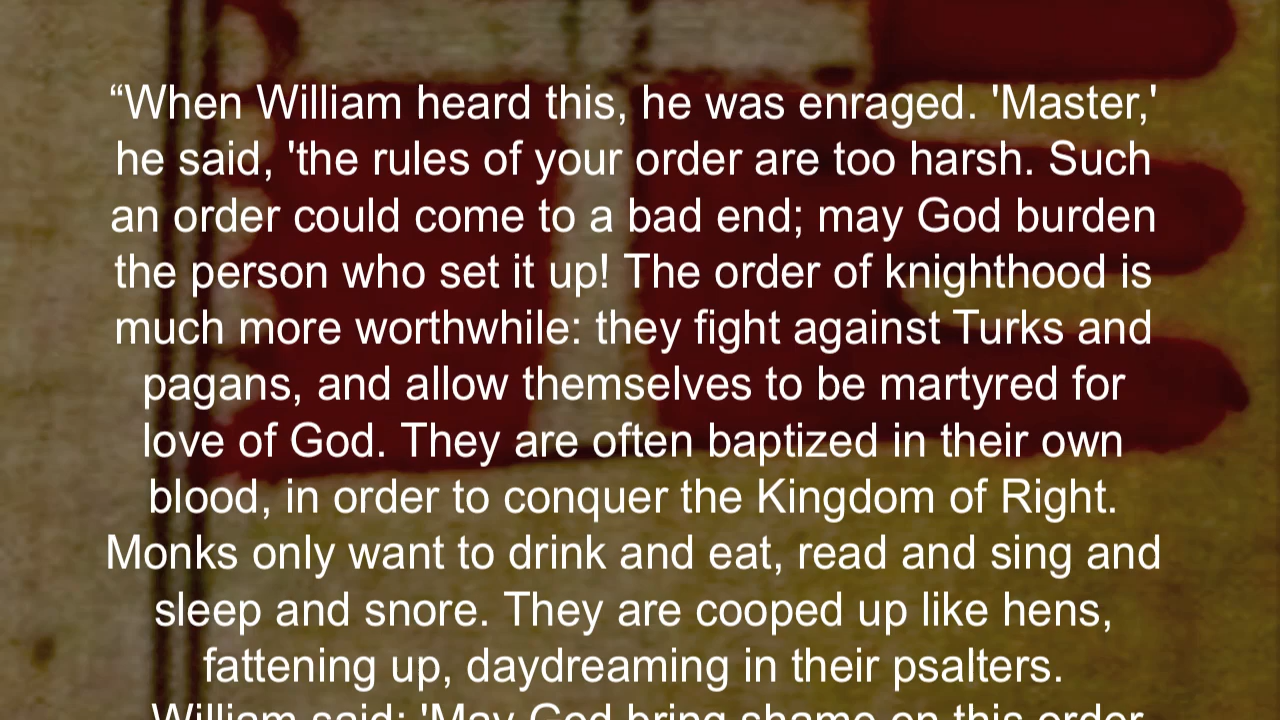 “When William heard this, he was enraged. 'Master,'
he said, 'the rules of your order are too harsh. Such
an order could come to a bad end; may God burden
the person who set it up! The order of knighthood is
much more worthwhile: they fight against Turks and
pagans, and allow themselves to be martyred for
love of God. They are often baptized in their own
blood, in order to conquer the Kingdom of Right.
Monks only want to drink and eat, read and sing and
sleep and snore. They are cooped up like hens,
fattening up, daydreaming in their psalters.
William said: 'May God bring shame on this order